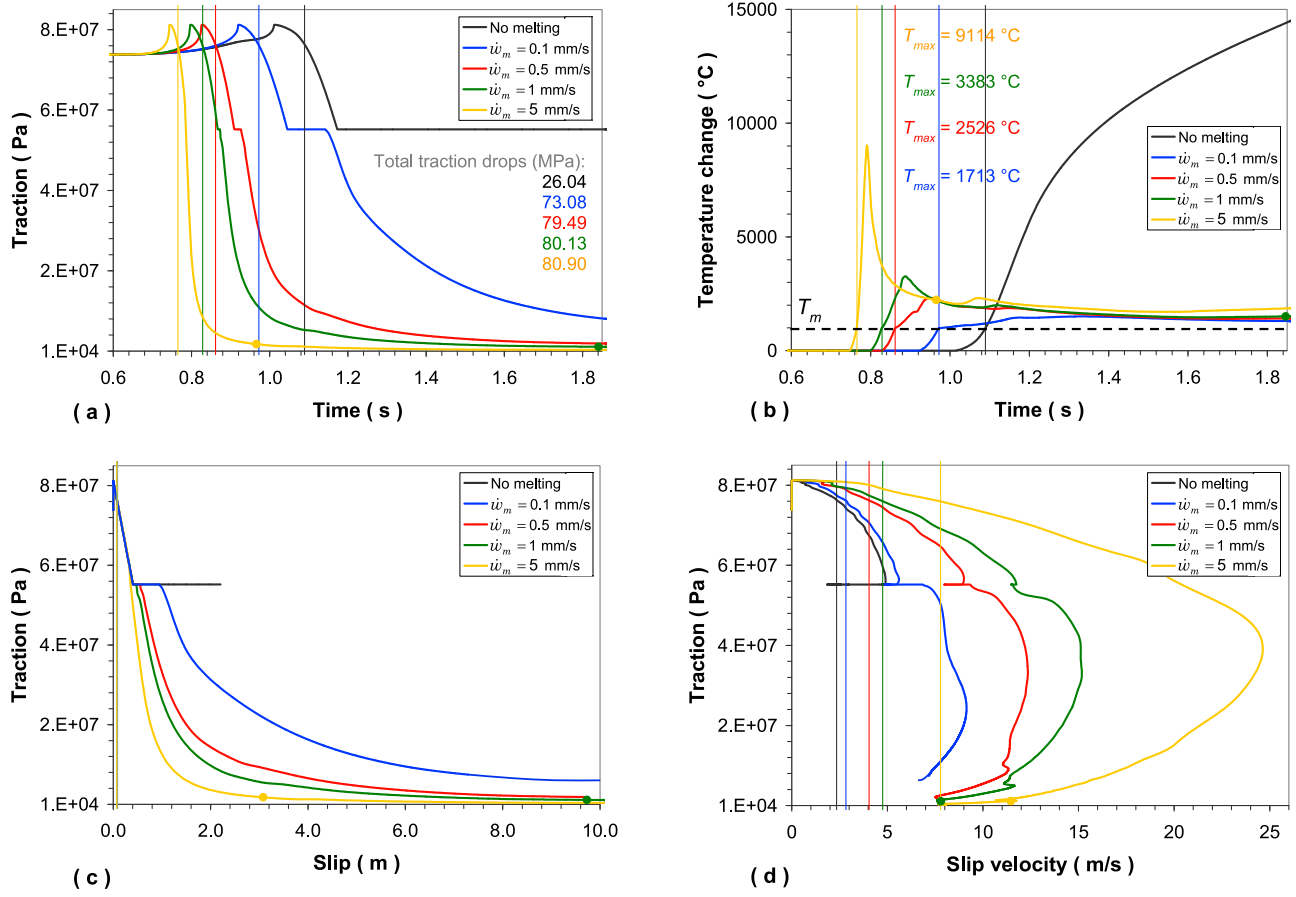 8.E+07
6.E+07
4.E+07
2.E+07
1.E+04
Traction ( Pa )
No melting
ẇm = 0.1 mm/s
ẇm = 0.5 mm/s
ẇm = 1 mm/s
ẇm = 5 mm/s
Total traction drops (MPa):
26.04
73.08
79.49
80.13
80.90
0.6 0.8 1.0 1.2 1.4 1.6 1.8
Time ( s )
( a )
15000
10000
5000
0
Temperature change ( °C )
Tmax = 9114 °C
Tmax = 3383 °C
Tmax = 2526 °C
Tmax = 1713 °C
No melting
ẇm = 0.1 mm/s
ẇm = 0.5 mm/s
ẇm = 1 mm/s
ẇm = 5 mm/s
Tm
0.6 0.8 1.0 1.2 1.4 1.6 1.8
Time ( s )
( b )
8.E+07
6.E+07
4.E+07
2.E+07
1.E+04
Traction ( Pa )
No melting
ẇm = 0.1 mm/s
ẇm = 0.5 mm/s
ẇm = 1 mm/s
ẇm = 5 mm/s
0.0 2.0 4.0 6.0 8.0 10.0
Slip ( m )
( c )
8.E+07
6.E+07
4.E+07
2.E+07
1.E+04
Traction ( Pa )
No melting
ẇm = 0.1 mm/s
ẇm = 0.5 mm/s
ẇm = 1 mm/s
ẇm = 5 mm/s
0 5 10 15 20 25
Slip velocity ( m/s )
( d )